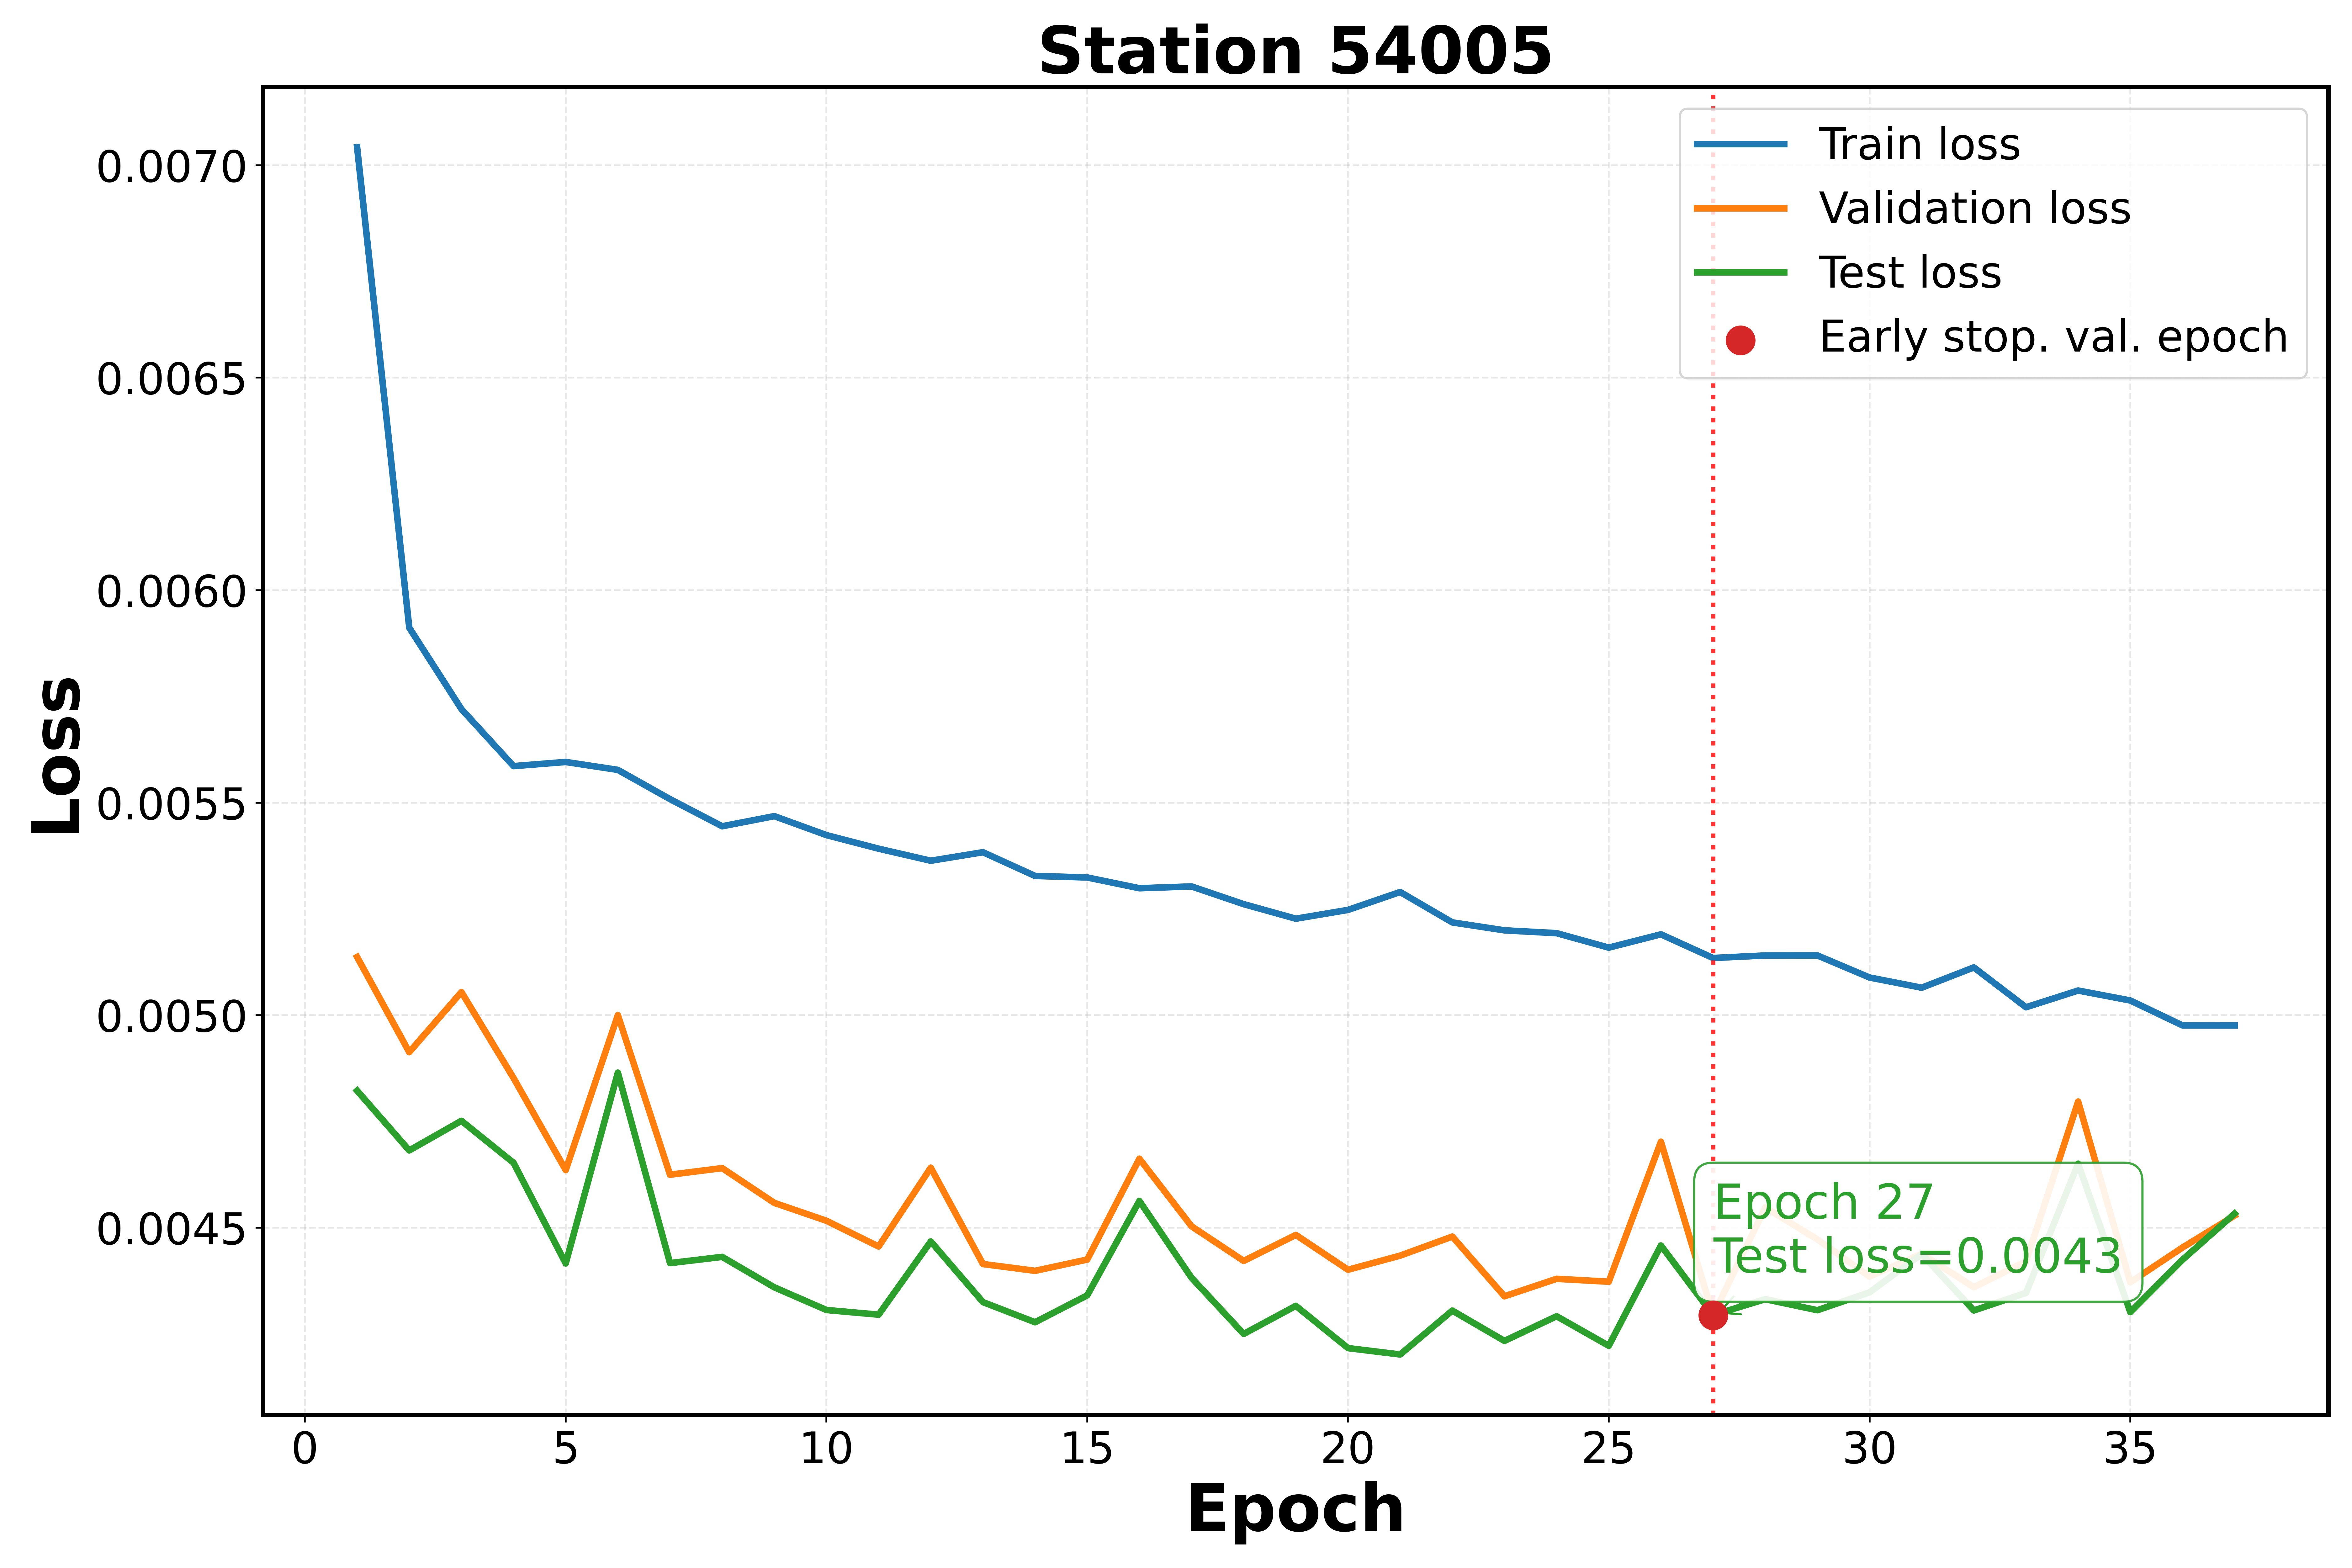 Station 54005
Train loss
Validation loss
Test loss
Early stop. val. epoch
0.0070
0.0065
0.0060
0.0055
0.0050
0.0045
Loss
Epoch 27
Test loss=0.0043
0 5 10 15 20 25 30 35
Epoch